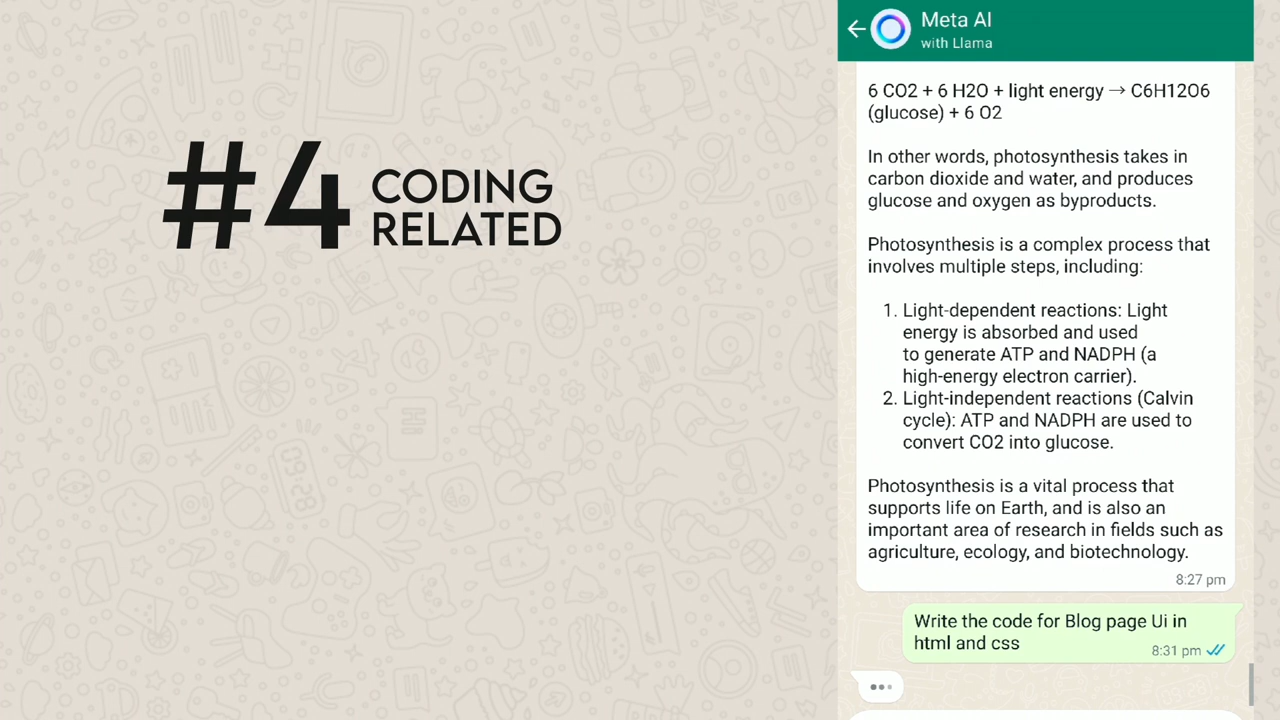 #4 CODING
RELATED
Meta AI
with Llama
6 CO2 + 6 H2O + light energy → C6H12O6
(glucose) + 6 O2
In other words, photosynthesis takes in
carbon dioxide and water, and produces
glucose and oxygen as byproducts.
Photosynthesis is a complex process that
involves multiple steps, including:
1. Light-dependent reactions: Light
energy is absorbed and used
to generate ATP and NADPH (a
high-energy electron carrier).
2. Light-independent reactions (Calvin
cycle): ATP and NADPH are used to
convert CO2 into glucose.
Photosynthesis is a vital process that
supports life on Earth, and is also an
important area of research in fields such as
agriculture, ecology, and biotechnology.
8:27 pm
Write the code for Blog page Ui in
html and css
8:31 pm